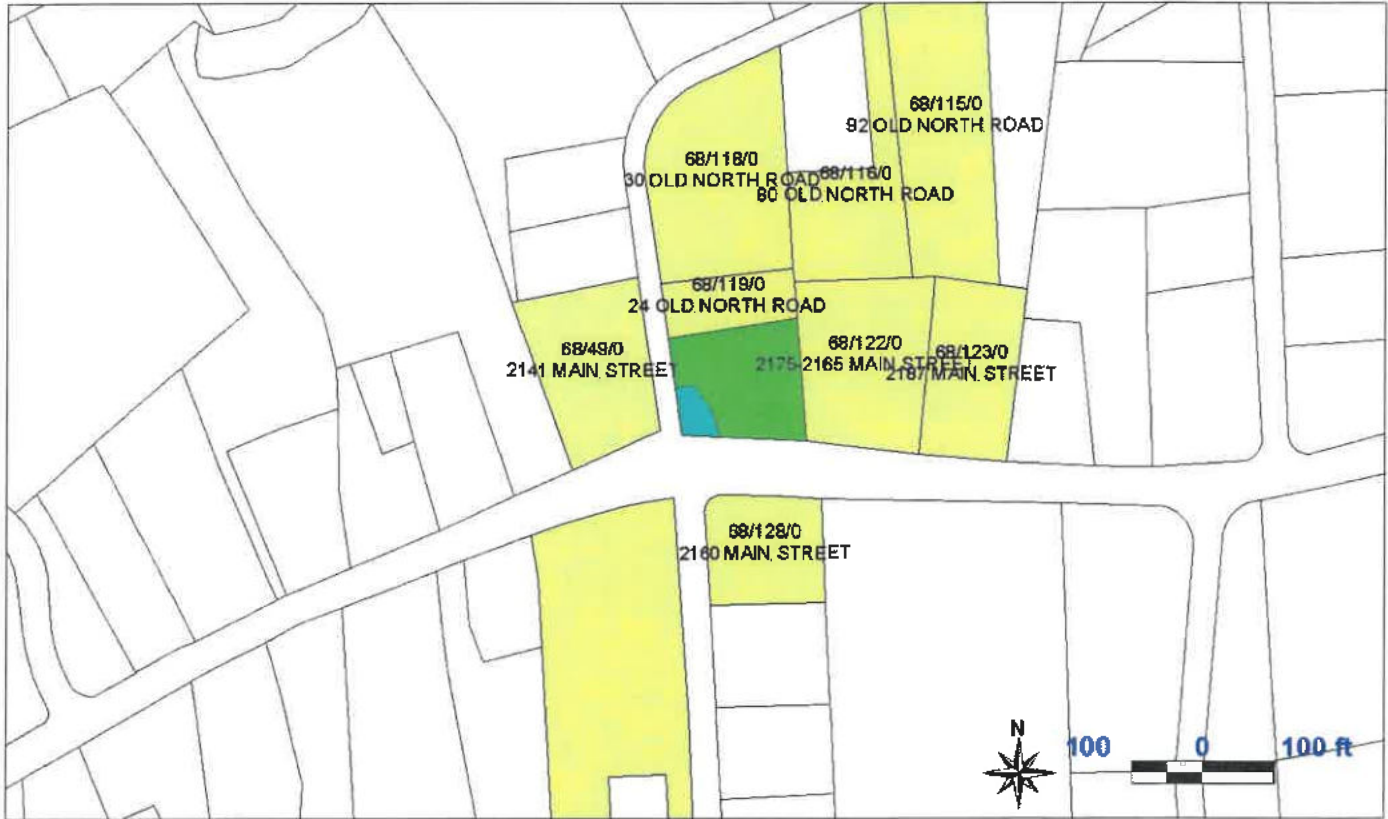 68/115/0
92 OLD NORTH ROAD
68/118/0
30 OLD NORTH ROAD
68/116/0
80 OLD NORTH ROAD
68/119/0
24 OLD NORTH ROAD
68/49/0
2141 MAIN STREET
68/122/0
2175-2165 MAIN STREET
68/123/0
2187 MAIN STREET
68/128/0
2160 MAIN STREET
N
100 0 100 ft